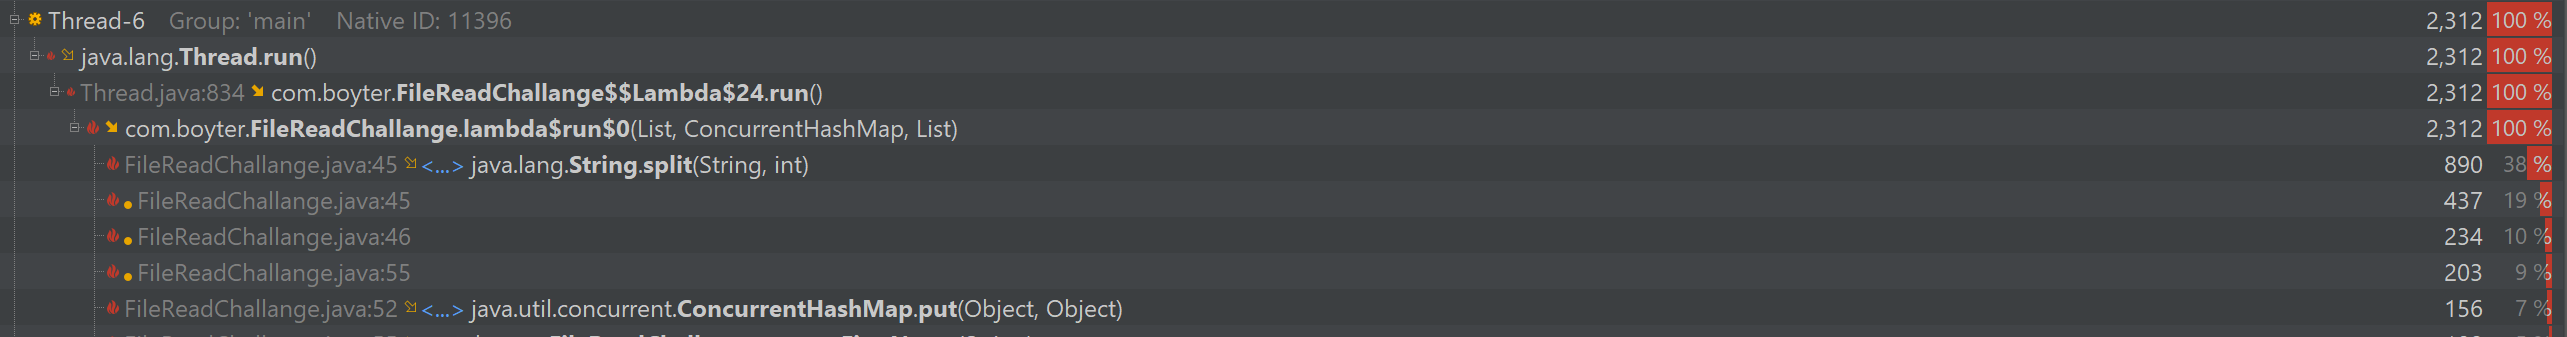 Thread-6 Group: 'main' Native ID: 11396 2,312 100 %
java.lang.Thread.run() 2,312 100 %
Thread.java:834 com.boyter.FileReadChallange$$Lambda$24.run() 2,312 100 %
com.boyter.FileReadChallange.lambda$run$0(List, ConcurrentHashMap, List) 2,312 100 %
FileReadChallange.java:45 <...> java.lang.String.split(String, int) 890 38 %
FileReadChallange.java:45 437 19 %
FileReadChallange.java:46 234 10 %
FileReadChallange.java:55 203 9 %
FileReadChallange.java:52 <...> java.util.concurrent.ConcurrentHashMap.put(Object, Object) 156 7 %